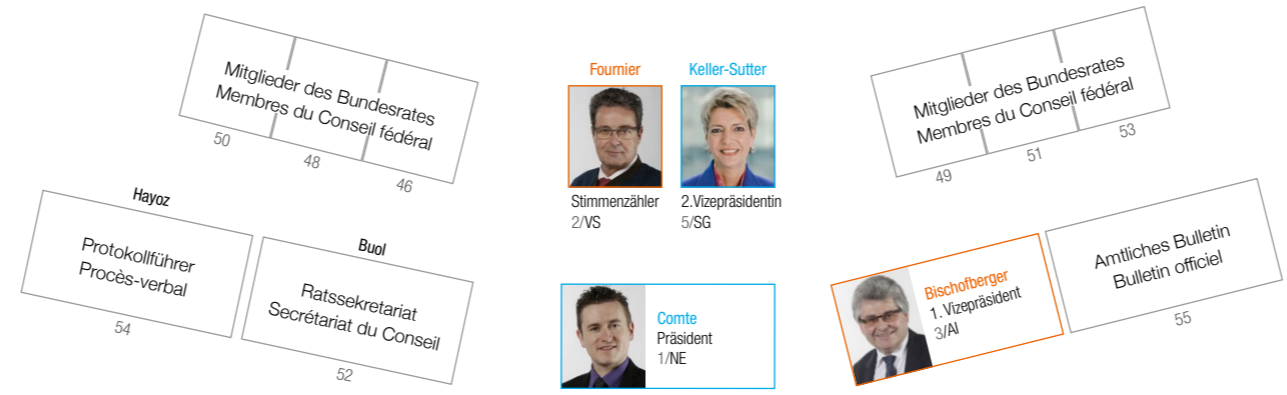 Mitglieder des Bundesrates
Membres du Conseil fédéral
50
48
46
Fournier
Stimmenzähler
2/VS
Keller-Sutter
2.Vizepräsidentin
5/SG
Mitglieder des Bundesrates
Membres du Conseil fédéral
49
51
53
Hayoz
Protokollführer
Procès-verbal
54
Buol
Ratssekretariat
Secrétariat du Conseil
52
Comte
Präsident
1/NE
Bischofberger
1. Vizepräsident
3/AI
Amtliches Bulletin
Bulletin officiel
55